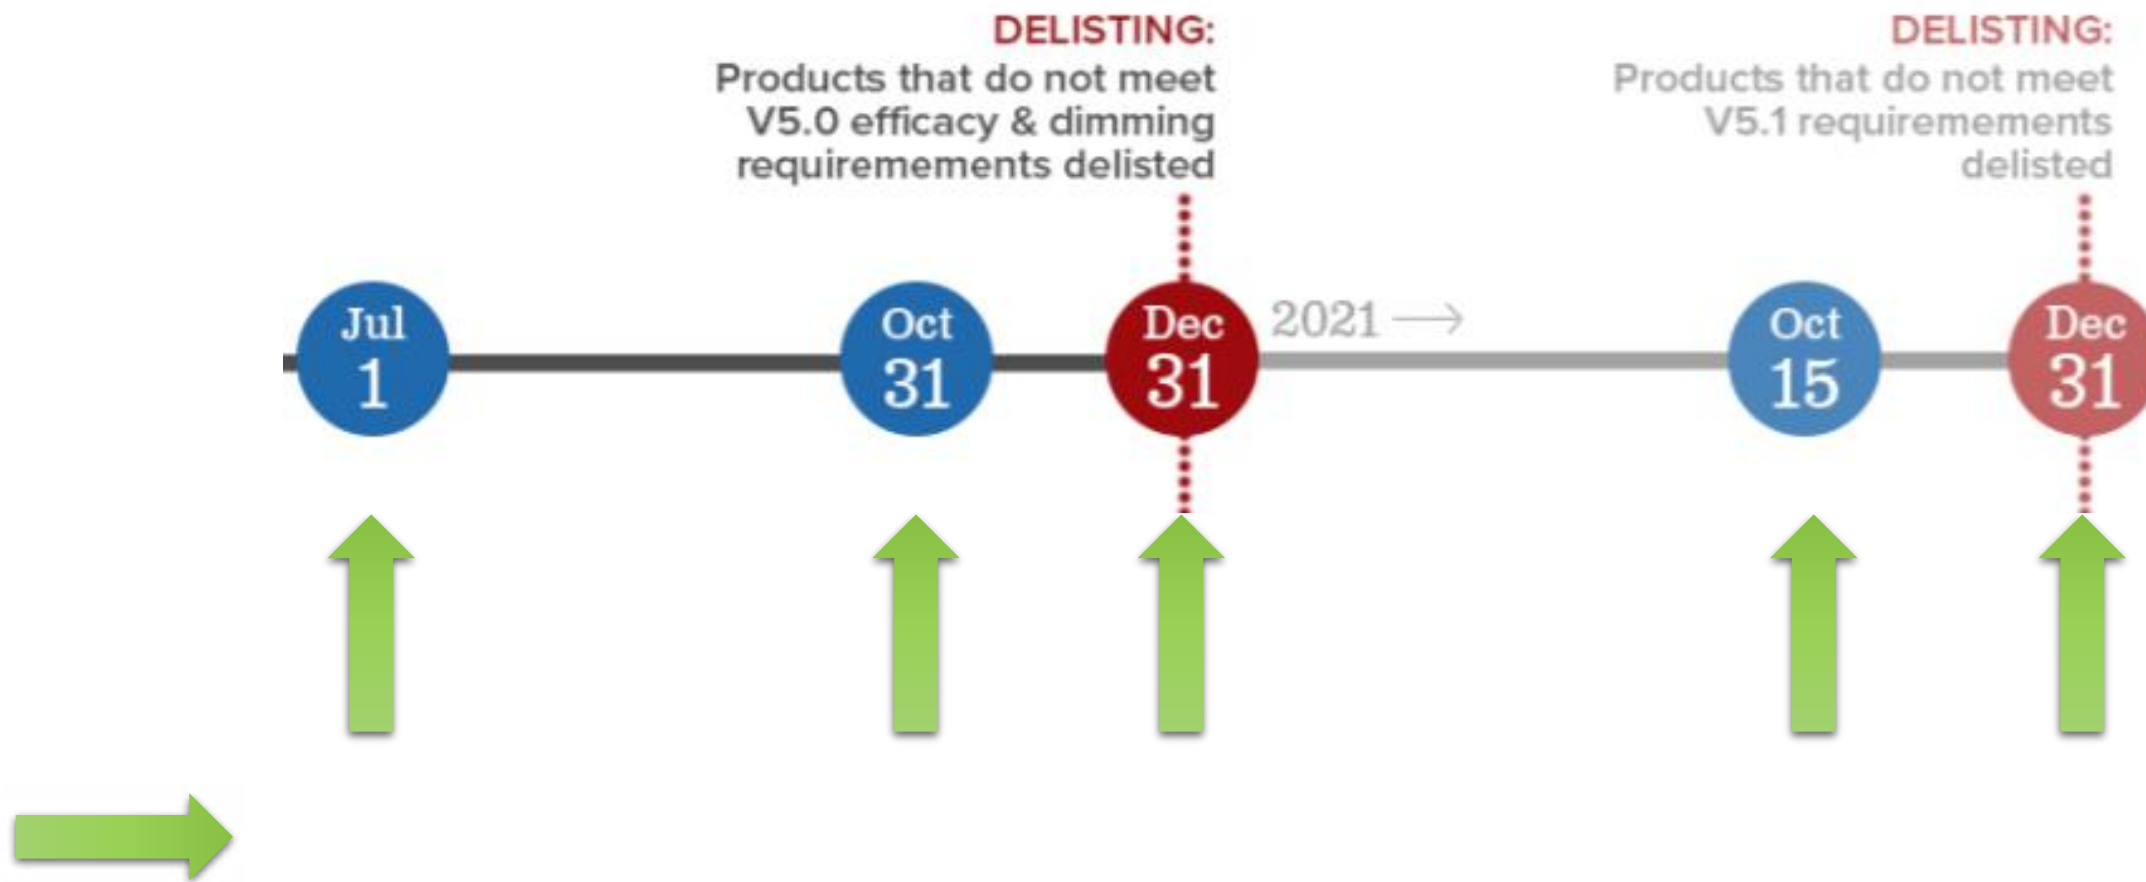 DELISTING:
Products that do not meet
V5.0 efficacy & dimming
requiremements delisted
DELISTING:
Products that do not meet
V5.1 requiremements
delisted
Jul
1
Oct
31
Dec
31
2021
Oct
15
Dec
31